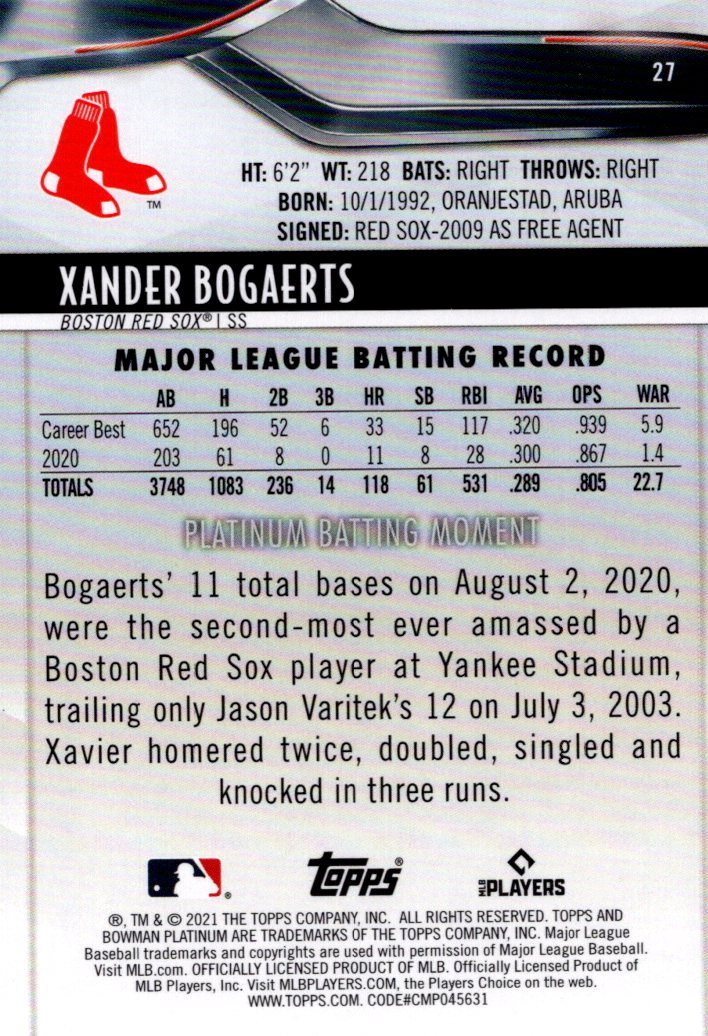 27
HT: 6'2" WT: 218 BATS: RIGHT THROWS: RIGHT
BORN: 10/1/1992, ORANJESTAD, ARUBA
SIGNED: RED SOX-2009 AS FREE AGENT
TM
XANDER BOGAERTS
BOSTON RED SOX® | SS
MAJOR LEAGUE BATTING RECORD
AB H 2B 3B HR SB RBI AVG OPS WAR
Career Best 652 196 52 6 33 15 117 .320 .939 5.9
2020 203 61 8 0 11 8 28 .300 .867 1.4
TOTALS 3748 1083 236 14 118 61 531 .289 .805 22.7
PLATINUM BATTING MOMENT
Bogaerts' 11 total bases on August 2, 2020,
were the second-most ever amassed by a
Boston Red Sox player at Yankee Stadium,
trailing only Jason Varitek's 12 on July 3, 2003.
Xavier homered twice, doubled, singled and
knocked in three runs.
® Topps® MLB PLAYERS
®, TM & © 2021 THE TOPPS COMPANY, INC. ALL RIGHTS RESERVED. TOPPS AND
BOWMAN PLATINUM ARE TRADEMARKS OF THE TOPPS COMPANY, INC. Major League
Baseball trademarks and copyrights are used with permission of Major League Baseball.
Visit MLB.com. OFFICIALLY LICENSED PRODUCT OF MLB. Officially Licensed Product of
MLB Players, Inc. Visit MLBPLAYERS.COM, the Players Choice on the web.
WWW.TOPPS.COM. CODE#CMP045631